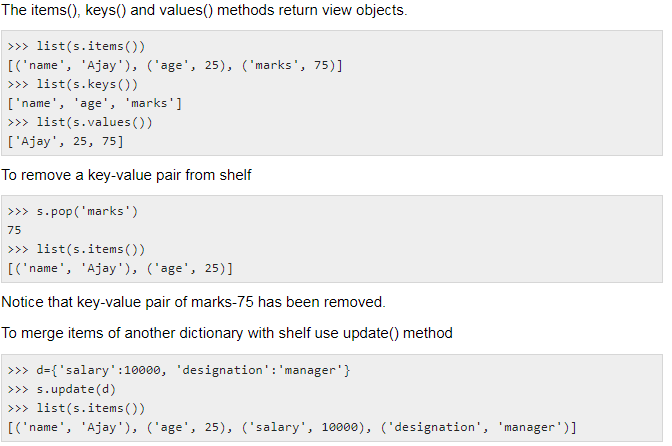 The items(), keys() and values() methods return view objects.
>>> list(s.items())
[('name', 'Ajay'), ('age', 25), ('marks', 75)]
>>> list(s.keys())
['name', 'age', 'marks']
>>> list(s.values())
['Ajay', 25, 75]
To remove a key-value pair from shelf
>>> s.pop('marks')
75
>>> list(s.items())
[('name', 'Ajay'), ('age', 25)]
Notice that key-value pair of marks-75 has been removed.
To merge items of another dictionary with shelf use update() method
>>> d={'salary':10000, 'designation':'manager'}
>>> s.update(d)
>>> list(s.items())
[('name', 'Ajay'), ('age', 25), ('salary', 10000), ('designation', 'manager')]